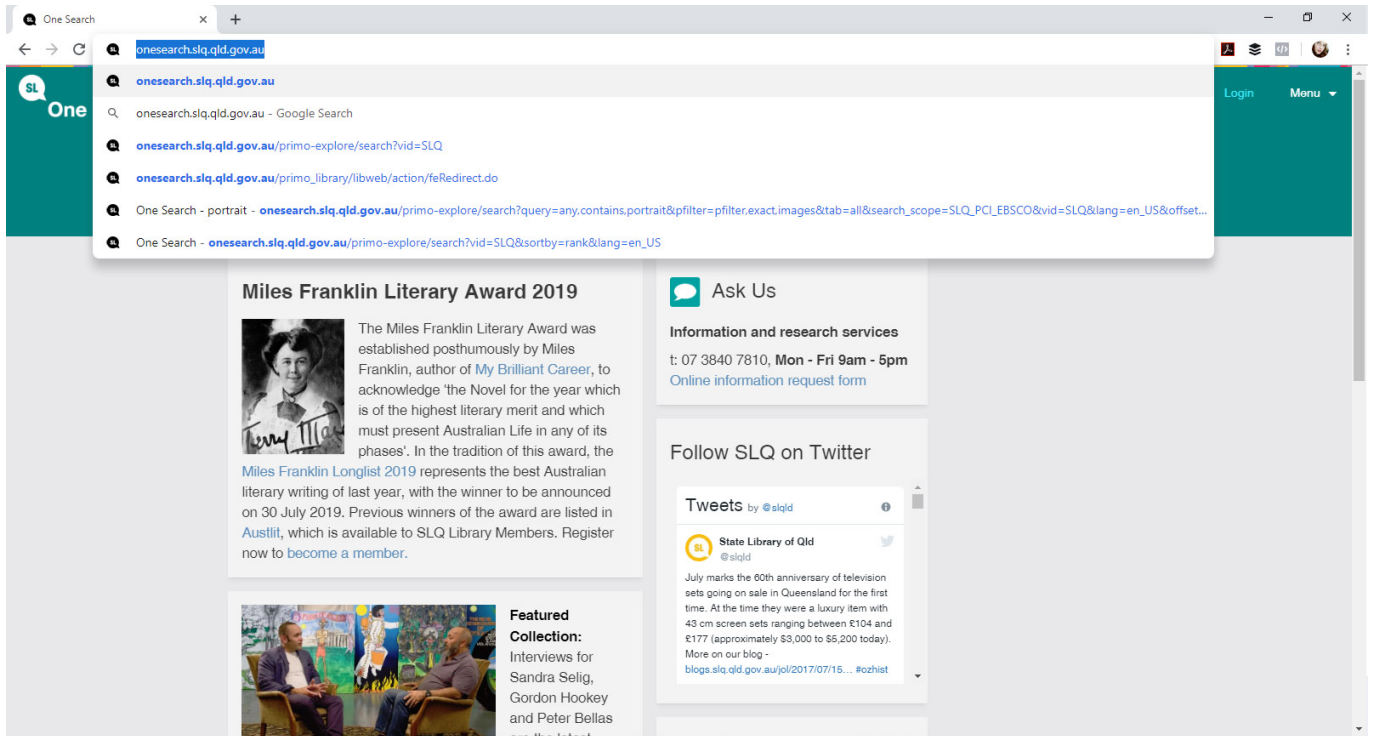 One Search
onesearch.slq.qld.gov.au
onesearch.slq.qld.gov.au
onesearch.slq.qld.gov.au - Google Search
onesearch.slq.qld.gov.au/primo-explore/search?vid=SLQ
onesearch.slq.qld.gov.au/primo_library/libweb/action/feRedirect.do
One Search - portrait - onesearch.slq.qld.gov.au/primo-explore/search?query=any,contains,portrait&pfilter=pfilter,exact,images&tab=all&search_scope=SLQ_PCI_EBSCO&vid=SLQ&lang=en_US&offset...
One Search - onesearch.slq.qld.gov.au/primo-explore/search?vid=SLQ&sortby=rank&lang=en_US
SL
One
Login Menu
Miles Franklin Literary Award 2019
The Miles Franklin Literary Award was
established posthumously by Miles
Franklin, author of My Brilliant Career, to
acknowledge 'the Novel for the year which
is of the highest literary merit and which
must present Australian Life in any of its
phases'. In the tradition of this award, the
Miles Franklin Longlist 2019 represents the best Australian
literary writing of last year, with the winner to be announced
on 30 July 2019. Previous winners of the award are listed in
Austlit, which is available to SLQ Library Members. Register
now to become a member.
Featured
Collection:
Interviews for
Sandra Selig,
Gordon Hookey
and Peter Bellas
are the latest
Ask Us
Information and research services
t: 07 3840 7810, Mon - Fri 9am - 5pm
Online information request form
Follow SLQ on Twitter
Tweets by @slqld
SL
State Library of Qld
@slqld
July marks the 60th anniversary of television
sets going on sale in Queensland for the first
time. At the time they were a luxury item with
43 cm screen sets ranging between £104 and
£177 (approximately $3,000 to $5,200 today).
More on our blog -
blogs.slq.qld.gov.au/jol/2017/07/15… #ozhist